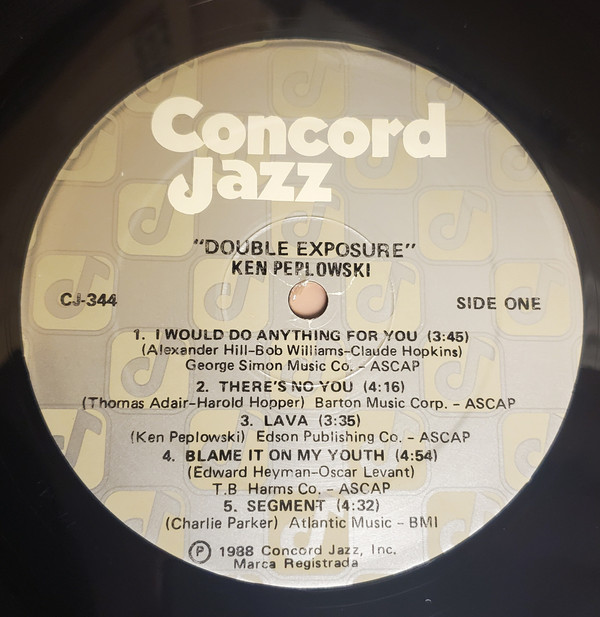 Concord
Jazz
"DOUBLE EXPOSURE"
KEN PEPLOWSKI
CJ-344
SIDE ONE
1. I WOULD DO ANYTHING FOR YOU (3:45)
(Alexander Hill-Bob Williams-Claude Hopkins)
George Simon Music Co. - ASCAP
2. THERE'S NO YOU (4:16)
(Thomas Adair-Harold Hopper) Barton Music Corp. - ASCAP
3. LAVA (3:35)
(Ken Peplowski) Edson Publishing Co. - ASCAP
4. BLAME IT ON MY YOUTH (4:54)
(Edward Heyman-Oscar Levant)
T.B Harms Co. - ASCAP
5. SEGMENT (4:32)
(Charlie Parker) Atlantic Music - BMI
Ⓟ 1988 Concord Jazz, Inc.
Marca Registrada